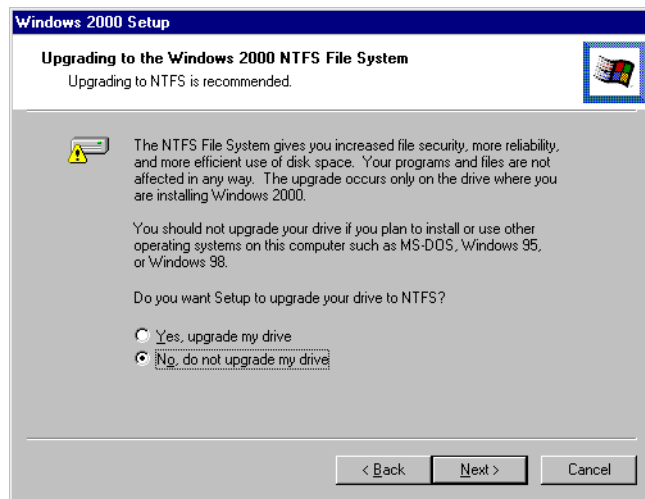 Windows 2000 Setup
Upgrading to the Windows 2000 NTFS File System
Upgrading to NTFS is recommended.
The NTFS File System gives you increased file security, more reliability,
and more efficient use of disk space. Your programs and files are not
affected in any way. The upgrade occurs only on the drive where you
are installing Windows 2000.
You should not upgrade your drive if you plan to install or use other
operating systems on this computer such as MS-DOS, Windows 95,
or Windows 98.
Do you want Setup to upgrade your drive to NTFS?
Yes, upgrade my drive
No, do not upgrade my drive
< Back Next > Cancel